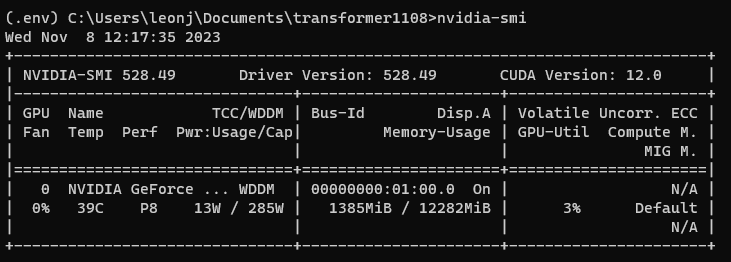 (.env) C:\Users\leonj\Documents\transformer1108>nvidia-smi
Wed Nov  8 12:17:35 2023
+-----------------------------------------------------------------------------+
| NVIDIA-SMI 528.49       Driver Version: 528.49       CUDA Version: 12.0     |
|-------------------------------+----------------------+----------------------+
| GPU  Name            TCC/WDDM | Bus-Id        Disp.A | Volatile Uncorr. ECC |
| Fan  Temp  Perf  Pwr:Usage/Cap|         Memory-Usage | GPU-Util  Compute M. |
|                               |                      |               MIG M. |
|===============================+======================+======================|
|   0  NVIDIA GeForce ... WDDM  | 00000000:01:00.0  On |                  N/A |
|  0%   39C    P8    13W / 285W |   1385MiB / 12282MiB |      3%      Default |
|                               |                      |                  N/A |
+-------------------------------+----------------------+----------------------+